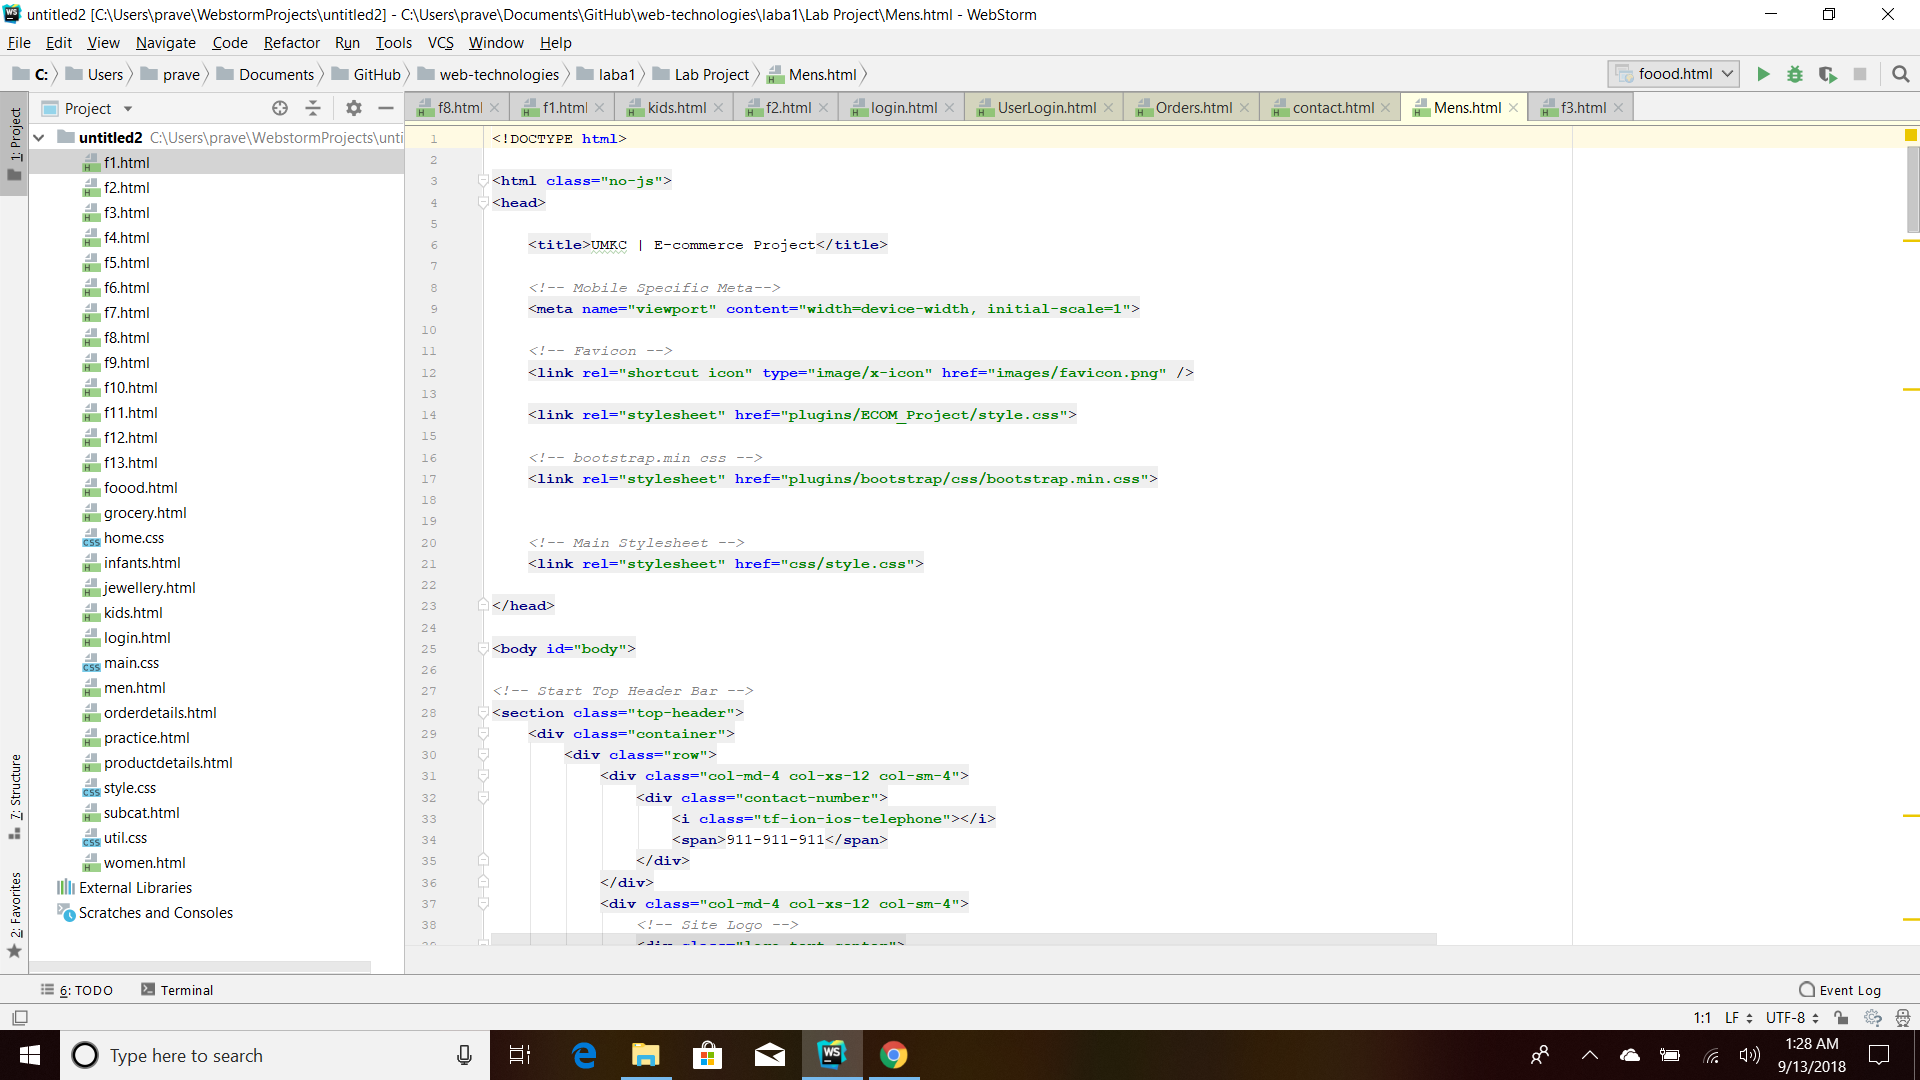 untitled2 [C:\Users\prave\WebstormProjects\untitled2] - C:\Users\prave\Documents\GitHub\web-technologies\laba1\Lab Project\Mens.html - WebStorm
File Edit View Navigate Code Refactor Run Tools VCS Window Help
C: Users prave Documents GitHub web-technologies laba1 Lab Project Mens.html foood.html
Project f8.html f1.html kids.html f2.html login.html UserLogin.html Orders.html contact.html Mens.html f3.html
1: Project
7: Structure
2: Favorites
untitled2 C:\Users\prave\WebstormProjects\unti
f1.html
f2.html
f3.html
f4.html
f5.html
f6.html
f7.html
f8.html
f9.html
f10.html
f11.html
f12.html
f13.html
foood.html
grocery.html
home.css
infants.html
jewellery.html
kids.html
login.html
main.css
men.html
orderdetails.html
practice.html
productdetails.html
style.css
subcat.html
util.css
women.html
External Libraries
Scratches and Consoles
1 <!DOCTYPE html>
2
3 <html class="no-js">
4 <head>
5
6 <title>UMKC | E-commerce Project</title>
7
8 <!-- Mobile Specific Meta-->
9 <meta name="viewport" content="width=device-width, initial-scale=1">
10
11 <!-- Favicon -->
12 <link rel="shortcut icon" type="image/x-icon" href="images/favicon.png" />
13
14 <link rel="stylesheet" href="plugins/ECOM_Project/style.css">
15
16 <!-- bootstrap.min css -->
17 <link rel="stylesheet" href="plugins/bootstrap/css/bootstrap.min.css">
18
19
20 <!-- Main Stylesheet -->
21 <link rel="stylesheet" href="css/style.css">
22
23 </head>
24
25 <body id="body">
26
27 <!-- Start Top Header Bar -->
28 <section class="top-header">
29 <div class="container">
30 <div class="row">
31 <div class="col-md-4 col-xs-12 col-sm-4">
32 <div class="contact-number">
33 <i class="tf-ion-ios-telephone"></i>
34 <span>911-911-911</span>
35 </div>
36 </div>
37 <div class="col-md-4 col-xs-12 col-sm-4">
38 <!-- Site Logo -->
39 <div class="logo text-center">
6: TODO Terminal Event Log
1:1 LF UTF-8
Type here to search
1:28 AM
9/13/2018